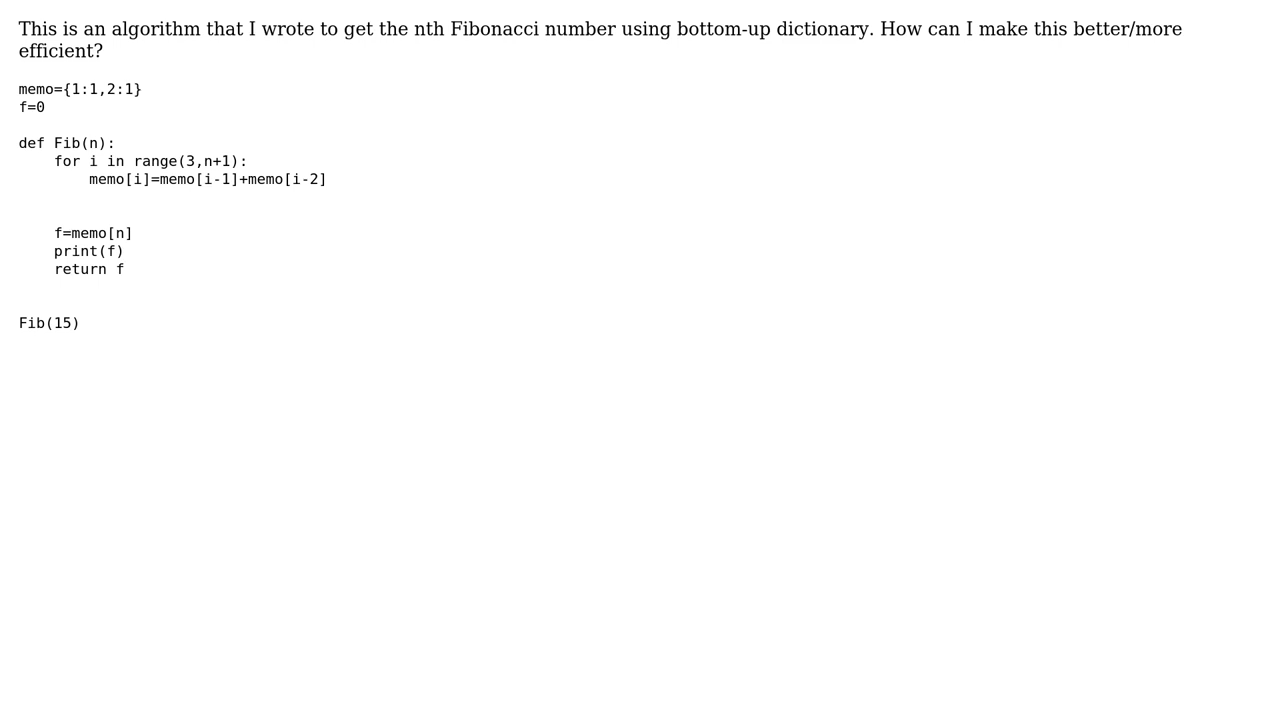 This is an algorithm that I wrote to get the nth Fibonacci number using bottom-up dictionary. How can I make this better/more
efficient?
memo={1:1,2:1}
f=0
def Fib(n):
    for i in range(3,n+1):
        memo[i]=memo[i-1]+memo[i-2]
    f=memo[n]
    print(f)
    return f
Fib(15)